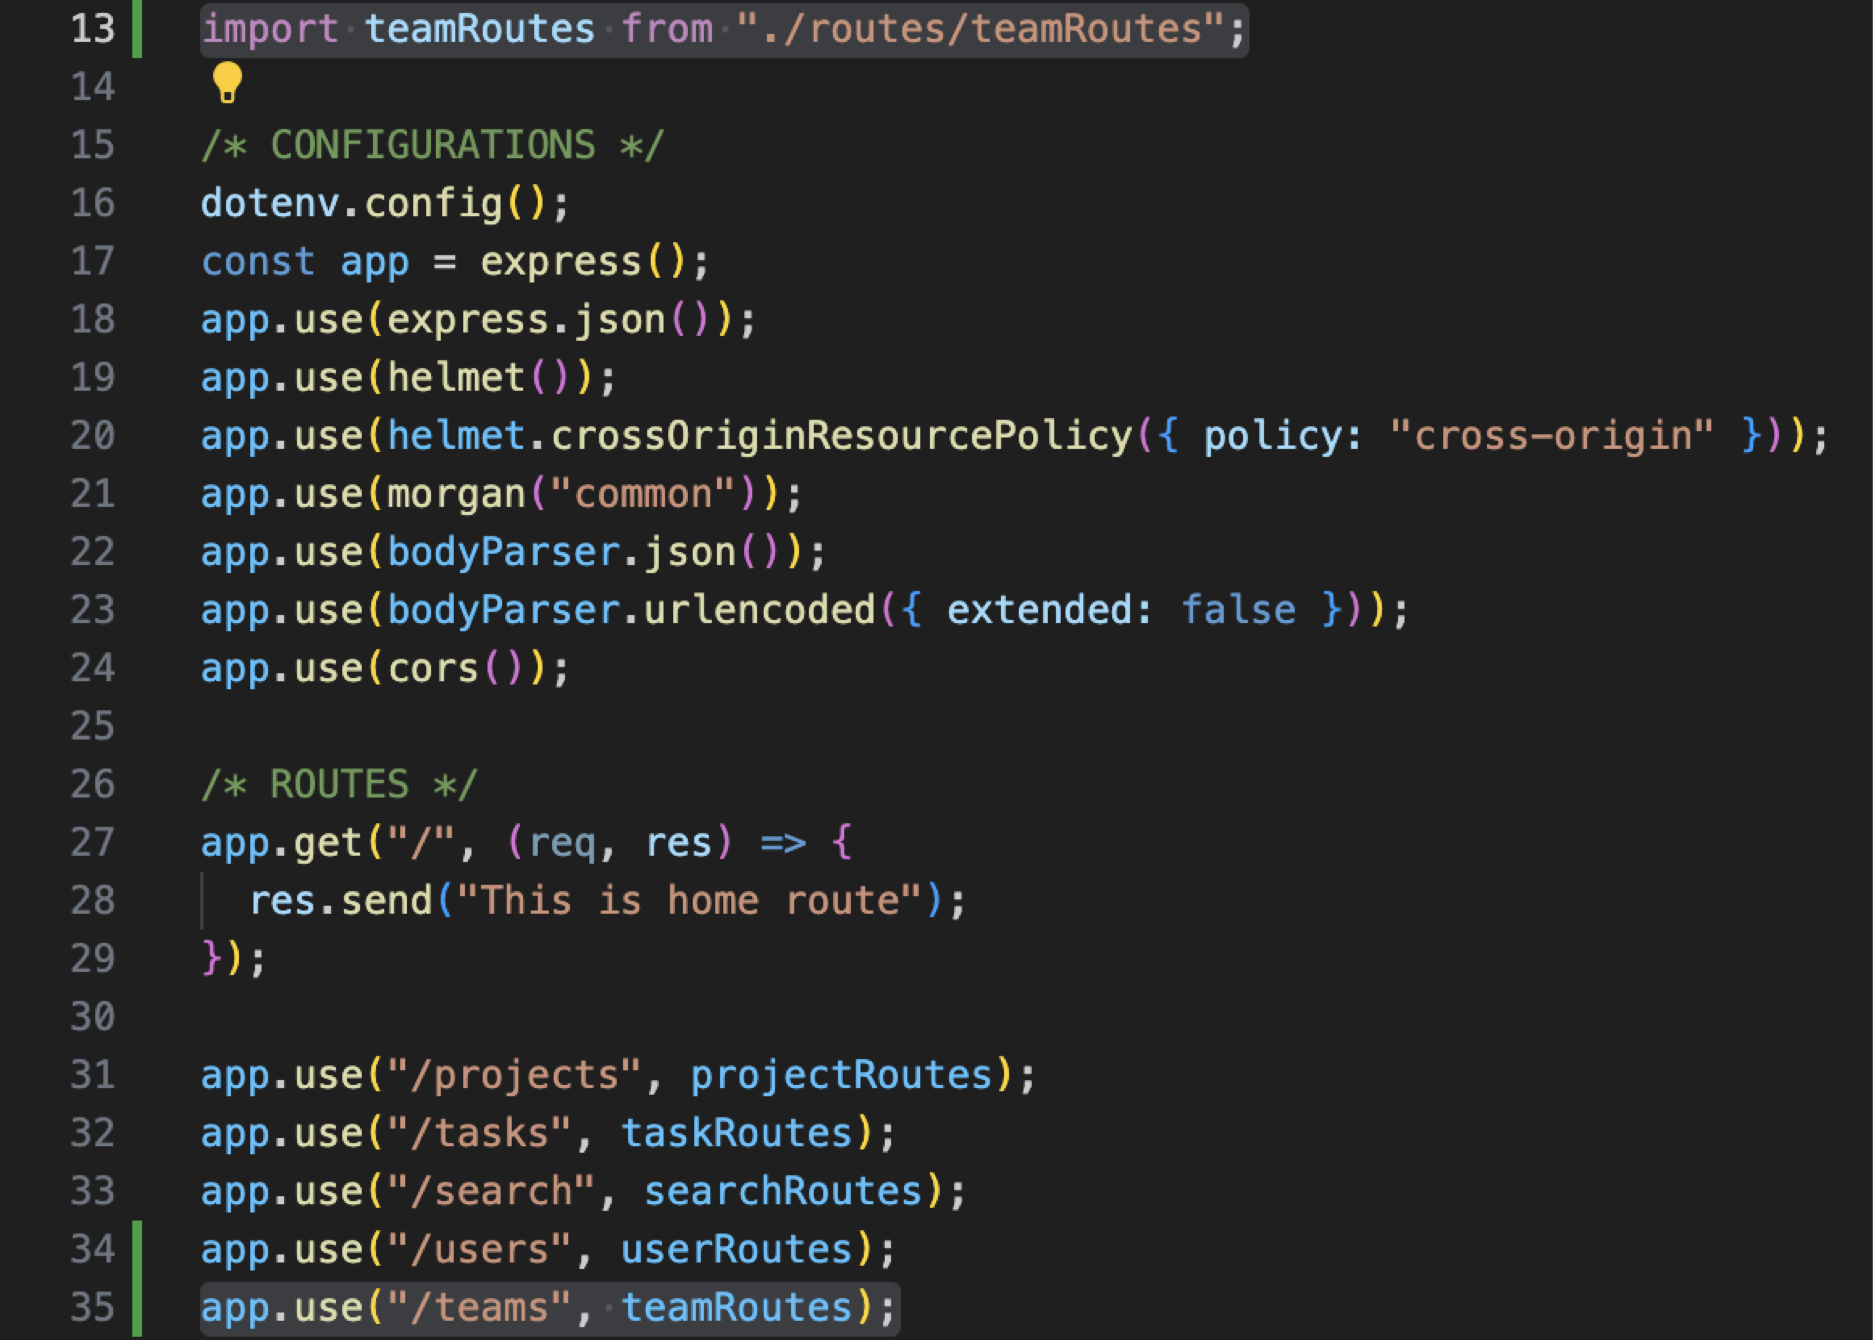 13 import teamRoutes from "./routes/teamRoutes";
14
15 /* CONFIGURATIONS */
16 dotenv.config();
17 const app = express();
18 app.use(express.json());
19 app.use(helmet());
20 app.use(helmet.crossOriginResourcePolicy({ policy: "cross-origin" }));
21 app.use(morgan("common"));
22 app.use(bodyParser.json());
23 app.use(bodyParser.urlencoded({ extended: false }));
24 app.use(cors());
25
26 /* ROUTES */
27 app.get("/", (req, res) => {
28   res.send("This is home route");
29 });
30
31 app.use("/projects", projectRoutes);
32 app.use("/tasks", taskRoutes);
33 app.use("/search", searchRoutes);
34 app.use("/users", userRoutes);
35 app.use("/teams", teamRoutes);